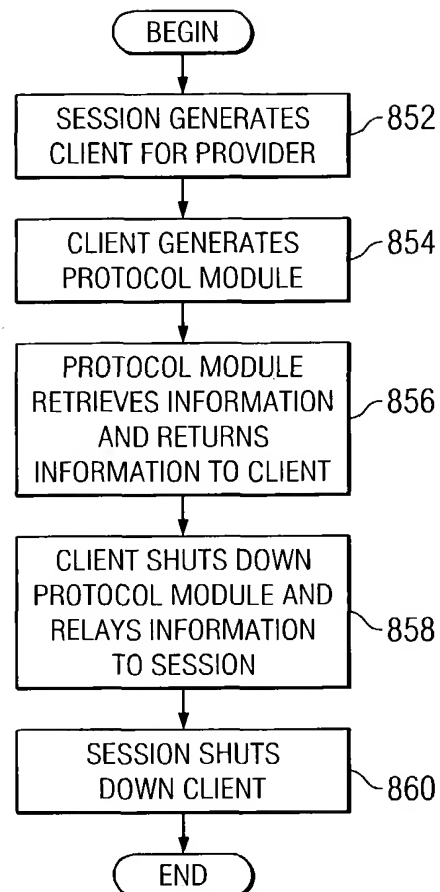 BEGIN
SESSION GENERATES
CLIENT FOR PROVIDER
852
CLIENT GENERATES
PROTOCOL MODULE
854
PROTOCOL MODULE
RETRIEVES INFORMATION
AND RETURNS
INFORMATION TO CLIENT
856
CLIENT SHUTS DOWN
PROTOCOL MODULE AND
RELAYS INFORMATION
TO SESSION
858
SESSION SHUTS
DOWN CLIENT
860
END